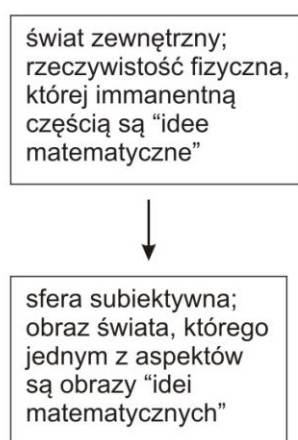 świat zewnętrzny;
rzeczywistość fizyczna,
której immanentną
częścią są “idee
matematyczne”
sfera subiektywna;
obraz świata, którego
jednym z aspektów
są obrazy “idei
matematycznych”